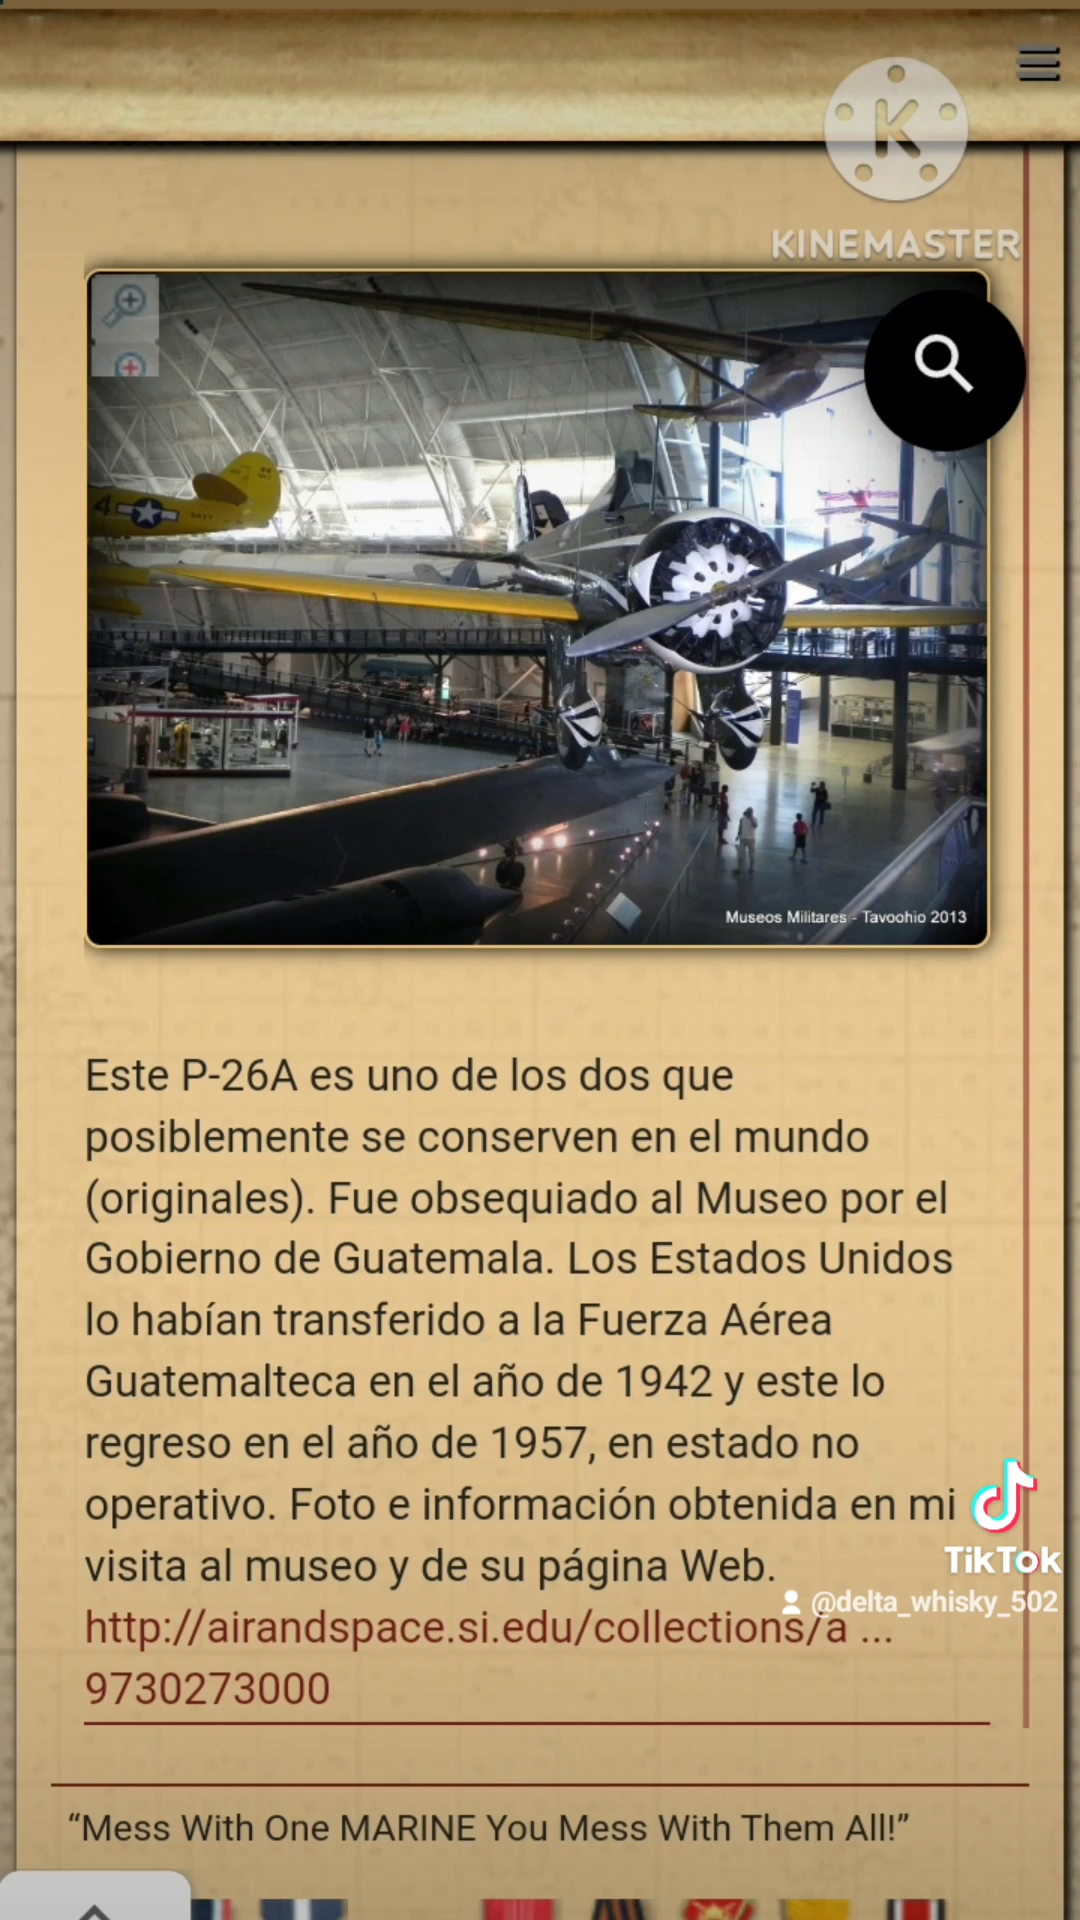 K
KINEMASTER
4
NAVY
Museos Militares - Tavoohio 2013
Este P-26A es uno de los dos que
posiblemente se conserven en el mundo
(originales). Fue obsequiado al Museo por el
Gobierno de Guatemala. Los Estados Unidos
lo habían transferido a la Fuerza Aérea
Guatemalteca en el año de 1942 y este lo
regreso en el año de 1957, en estado no
operativo. Foto e información obtenida en mi
visita al museo y de su página Web.
http://airandspace.si.edu/collections/a ...
9730273000
TikTok
@delta_whisky_502
“Mess With One MARINE You Mess With Them All!”